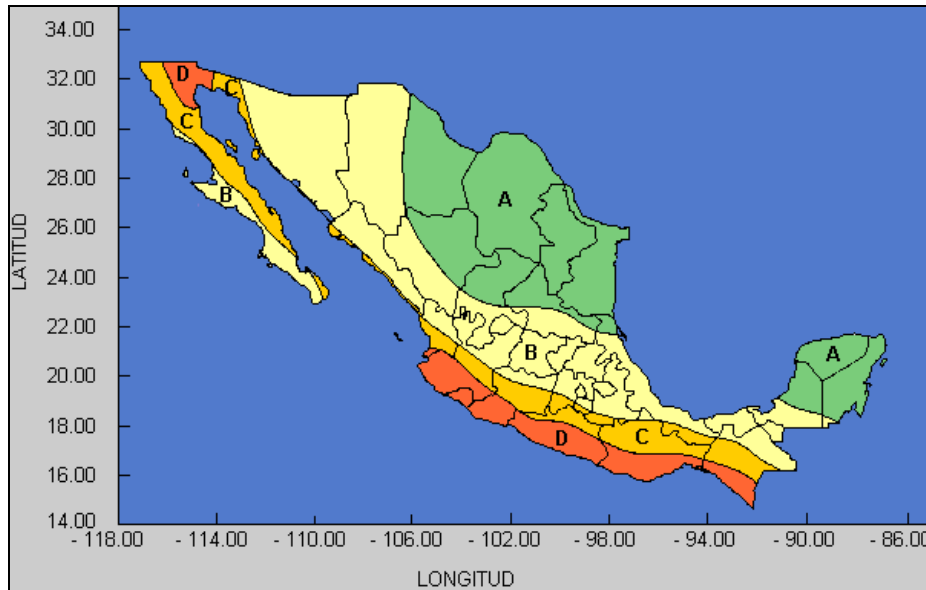 34.00
D
32.00
C
30.00
C
28.00
B
A
26.00
LATITUD
24.00
22.00
B
A
20.00
18.00
D
C
16.00
14.00
- 118.00 - 114.00 - 110.00 - 106.00 - 102.00 - 98.00 - 94.00 - 90.00 - 86.00
LONGITUD